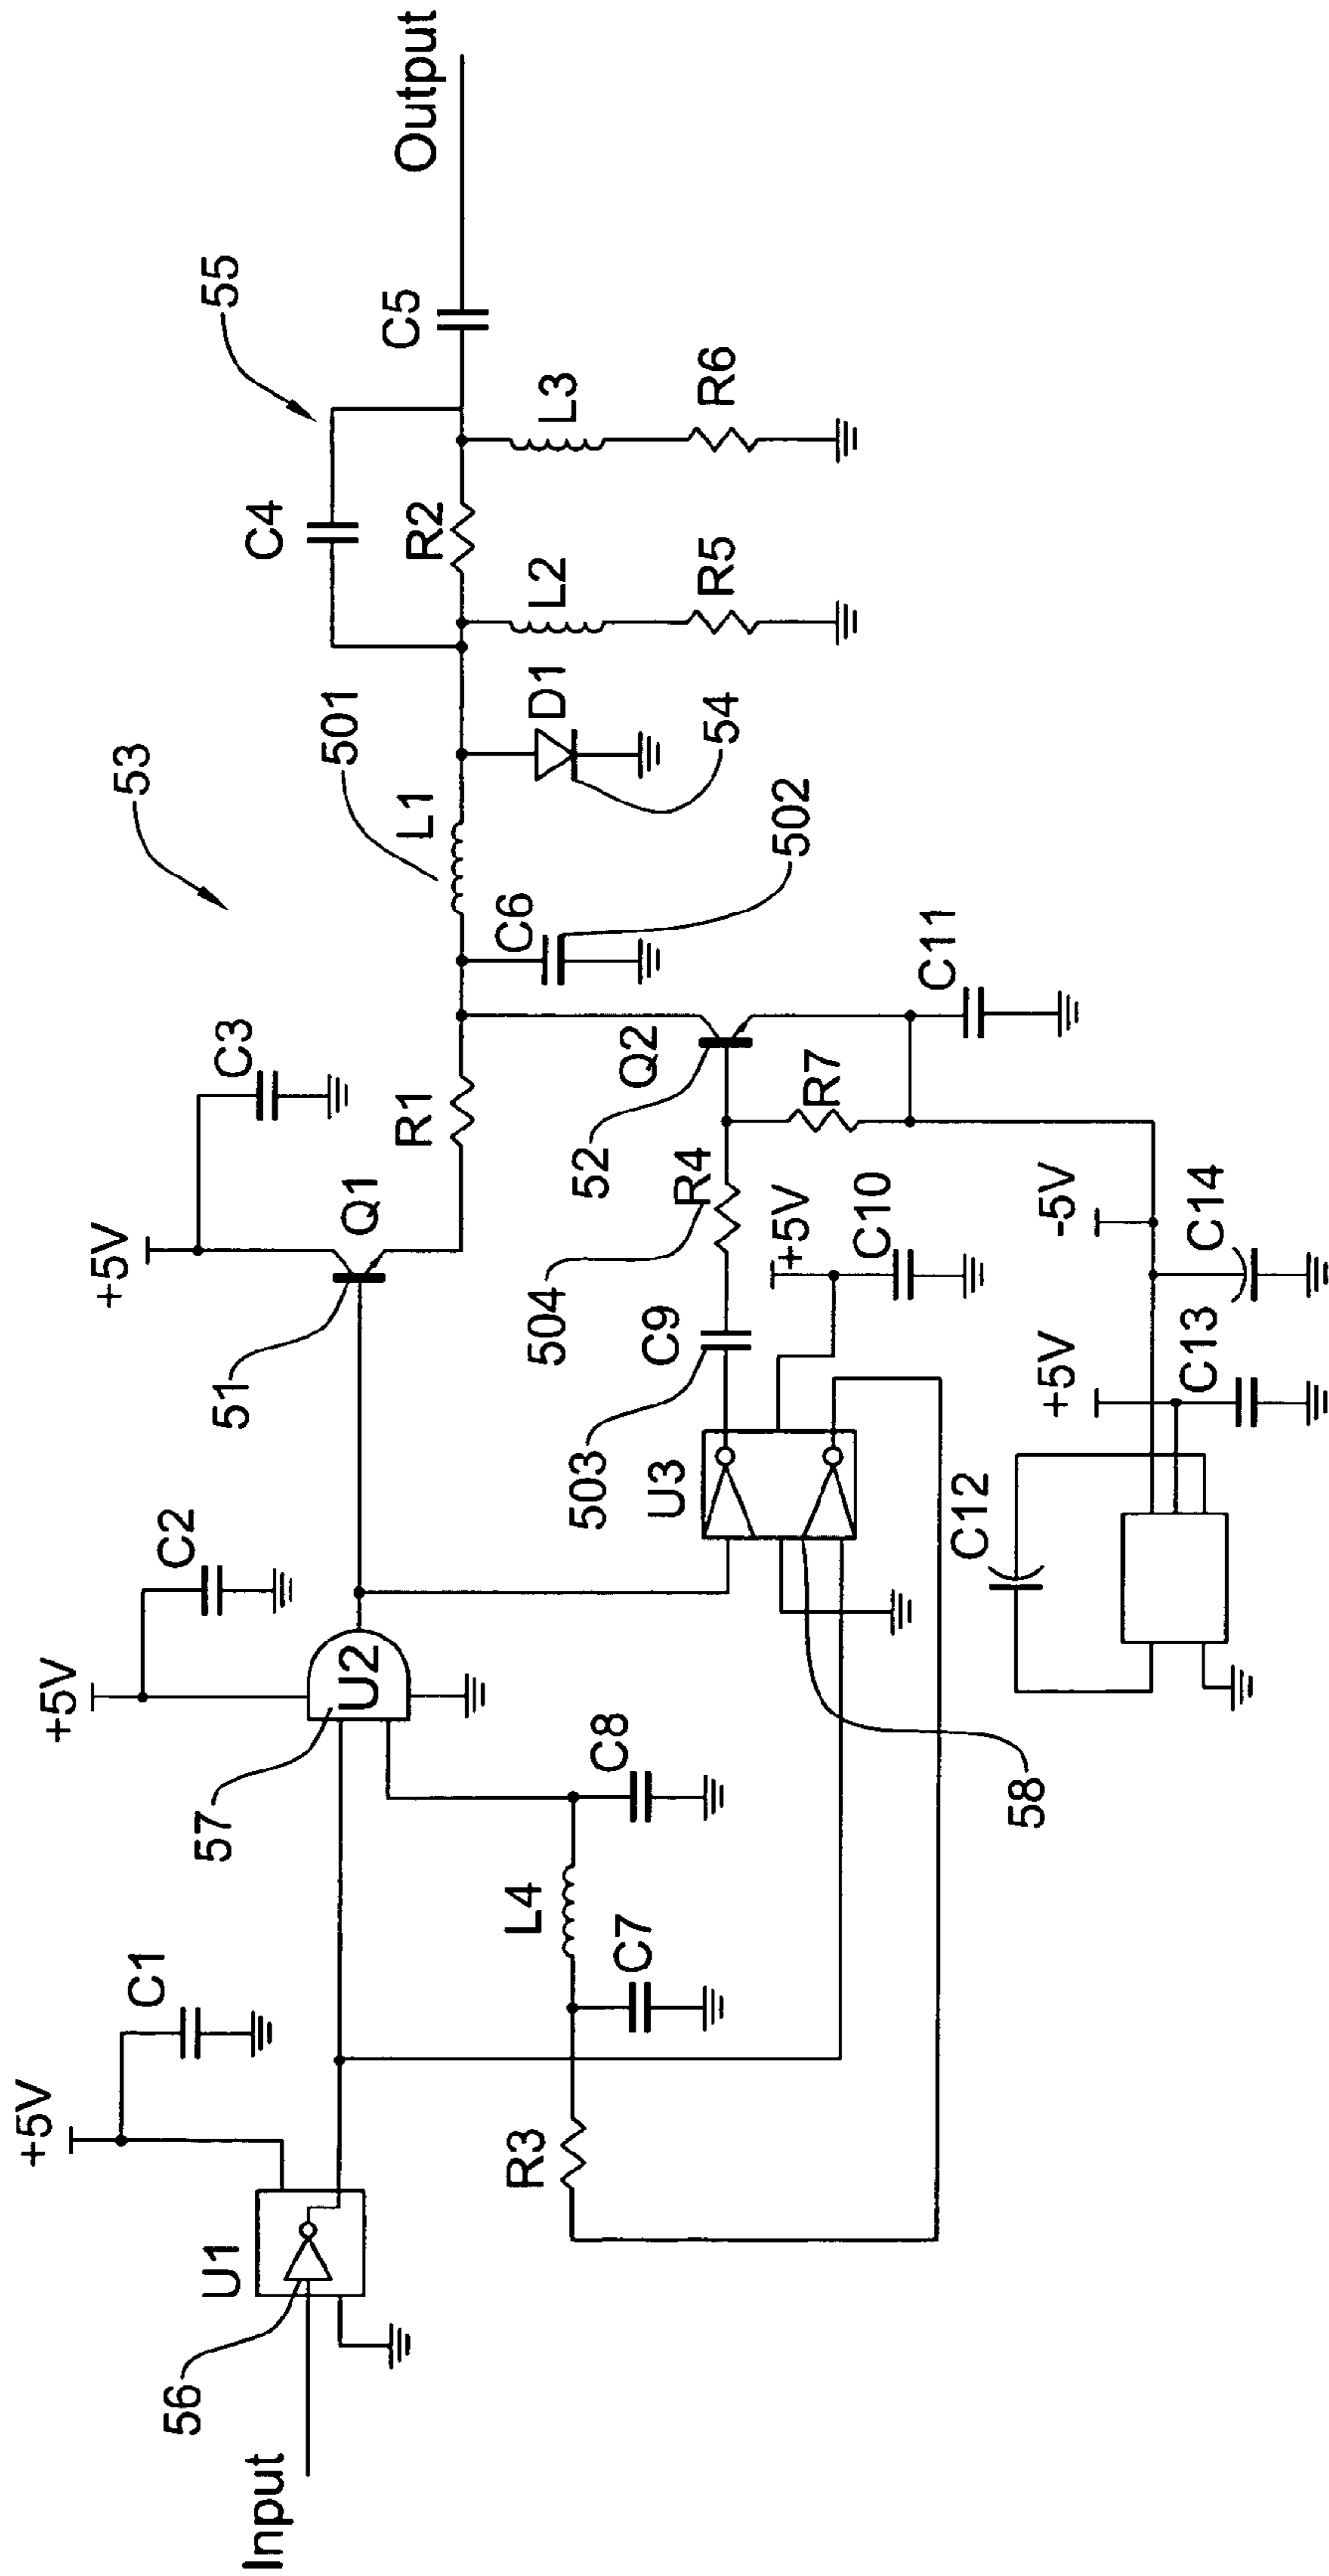 53
55
+5V
C3
C4
501
C5
Output
L1
R2
+5V
C2
Q1
R1
C6
D1
L2
L3
51
54
R5
R6
+5V
C1
57
U2
Q2
502
U1
52
R7
C11
56
Input
L4
C8
503
C9
504
R4
+5V
C10
-5V
R3
C7
U3
58
C12
+5V
C13
C14